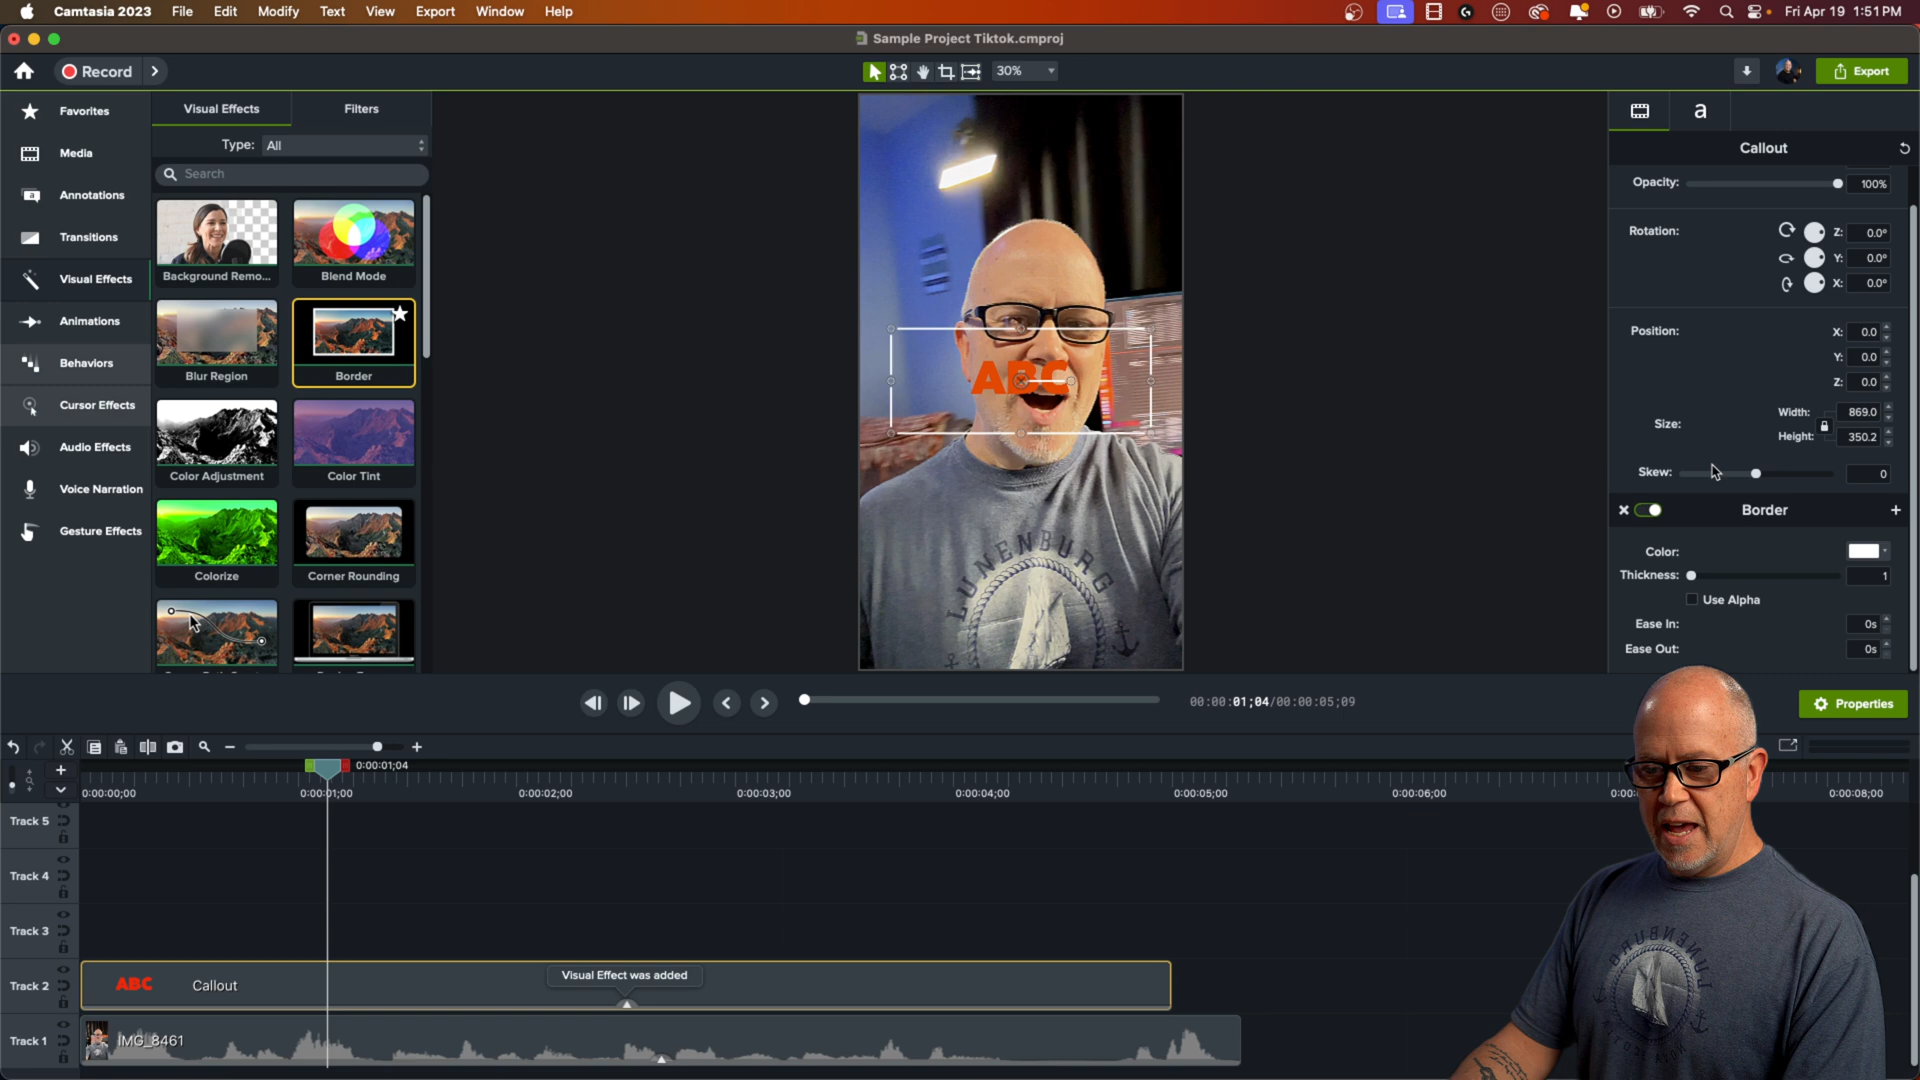 Camtasia 2023 File Edit Modify Text View Export Window Help
Fri Apr 19 1:51 PM
Sample Project Tiktok.cmproj
Record
30%
Export
Favorites
Media
Annotations
Transitions
Visual Effects
Animations
Behaviors
Cursor Effects
Audio Effects
Voice Narration
Gesture Effects
Visual Effects Filters
Type: All
Search
Background Remo...
Blend Mode
Blur Region
Border
Color Adjustment
Color Tint
Colorize
Corner Rounding
ABC
LUNENBURG
a
Callout
Opacity: 100%
Rotation: Z: 0.0°
Y: 0.0°
X: 0.0°
Position: X: 0.0
Y: 0.0
Z: 0.0
Size: Width: 869.0
Height: 350.2
Skew: 0
Border
Color:
Thickness: 1
Use Alpha
Ease In: 0s
Ease Out: 0s
00:00:01;04/00:00:05;09
Properties
0:00:01;04
0:00:00;00 0:00:01;00 0:00:02;00 0:00:03;00 0:00:04;00 0:00:05;00 0:00:06;00 0:00:08;00
Track 5
Track 4
Track 3
Track 2
ABC Callout
Visual Effect was added
Track 1
IMG_8461
LUNENBURG